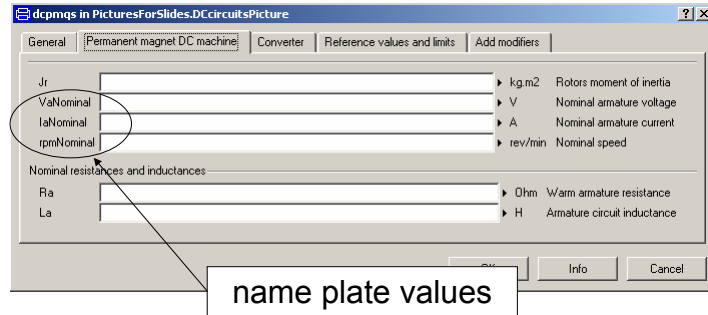 dcpmqs in PicturesForSlides.DCcircuitsPicture
General Permanent magnet DC machine Converter Reference values and limits Add modifiers
Jr kg.m2 Rotors moment of inertia
VaNominal V Nominal armature voltage
IaNominal A Nominal armature current
rpmNominal rev/min Nominal speed
Nominal resistances and inductances
Ra Ohm Warm armature resistance
La H Armature circuit inductance
Info Cancel
name plate values